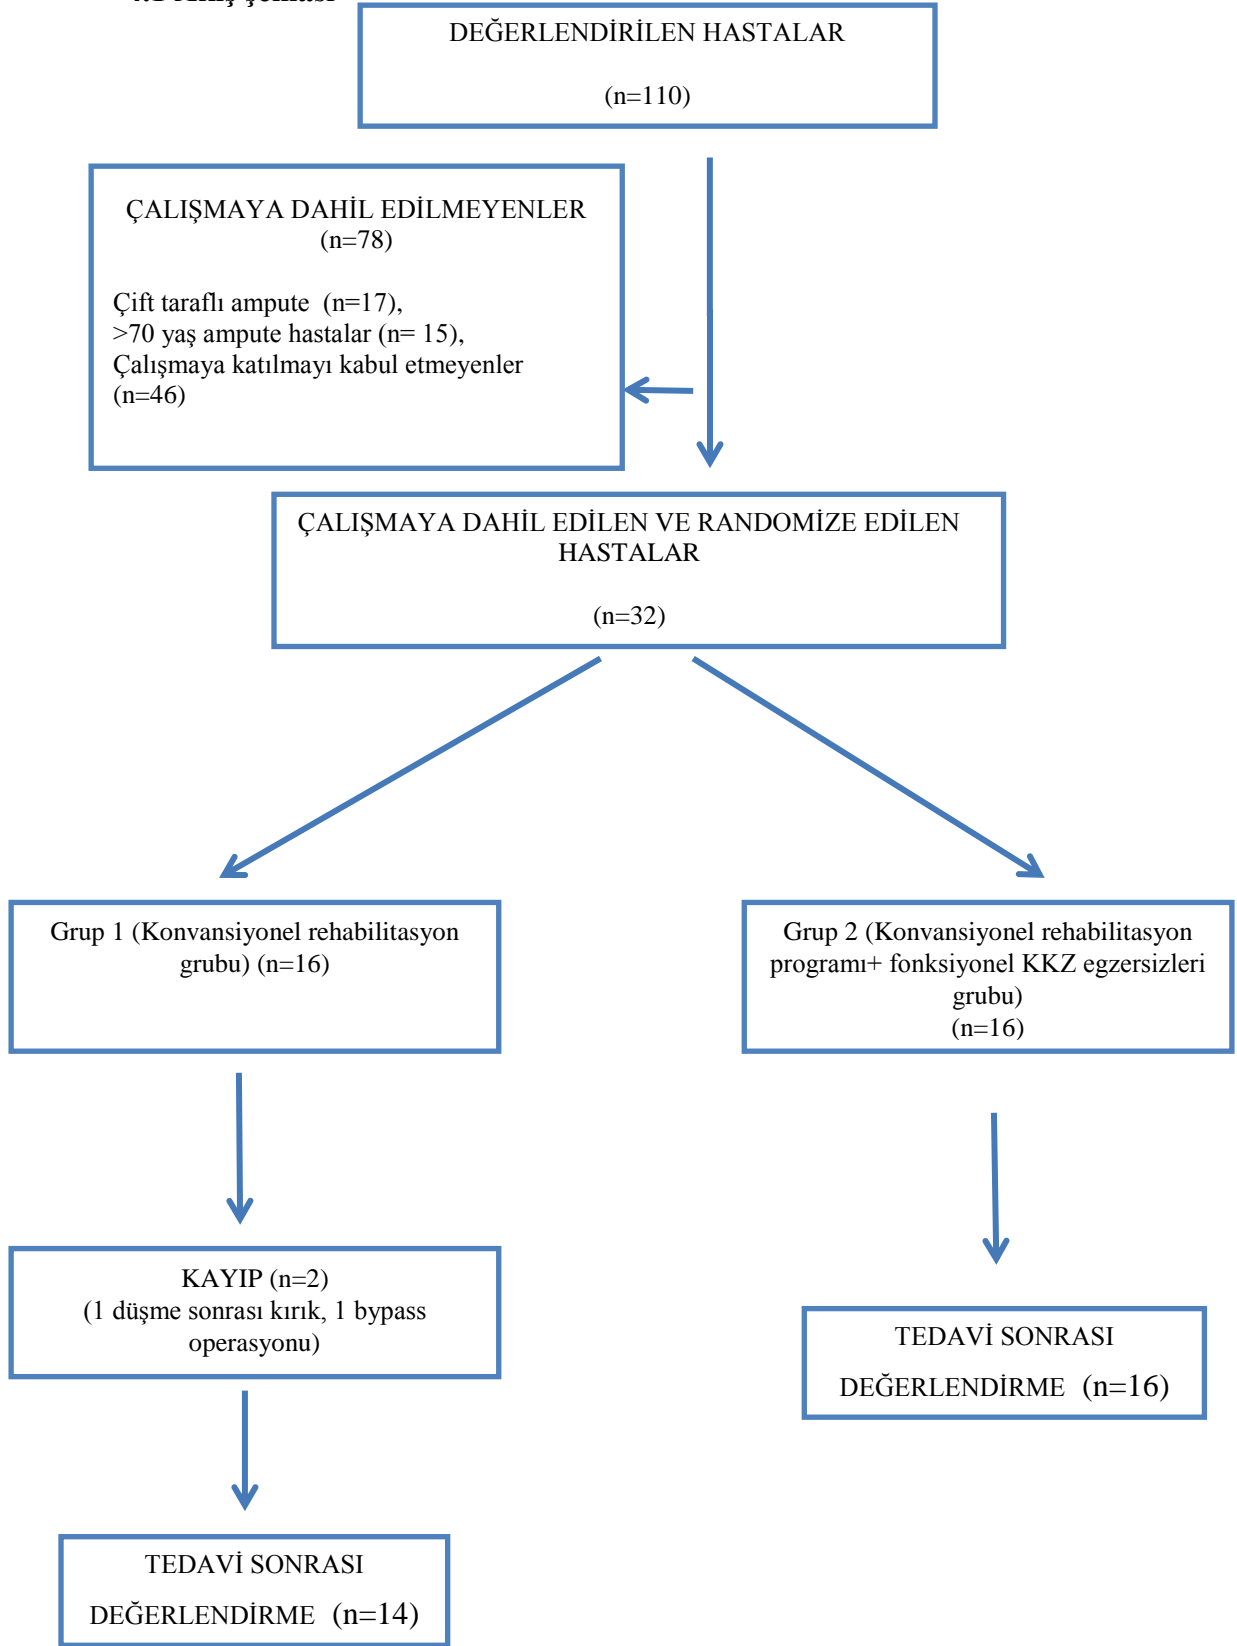 DEĞERLENDİRİLEN HASTALAR
(n=110)
ÇALIŞMAYA DAHİL EDİLMEYENLER
(n=78)
Çift taraflı ampute (n=17),
>70 yaş ampute hastalar (n= 15),
Çalışmaya katılmayı kabul etmeyenler
(n=46)
ÇALIŞMAYA DAHİL EDİLEN VE RANDOMİZE EDİLEN
HASTALAR
(n=32)
Grup 1 (Konvansiyonel rehabilitasyon
grubu) (n=16)
Grup 2 (Konvansiyonel rehabilitasyon
programı+ fonksiyonel KKZ egzersizleri
grubu)
(n=16)
KAYIP (n=2)
(1 düşme sonrası kırık, 1 bypass
operasyonu)
TEDAVİ SONRASI
DEĞERLENDİRME (n=16)
TEDAVİ SONRASI
DEĞERLENDİRME (n=14)